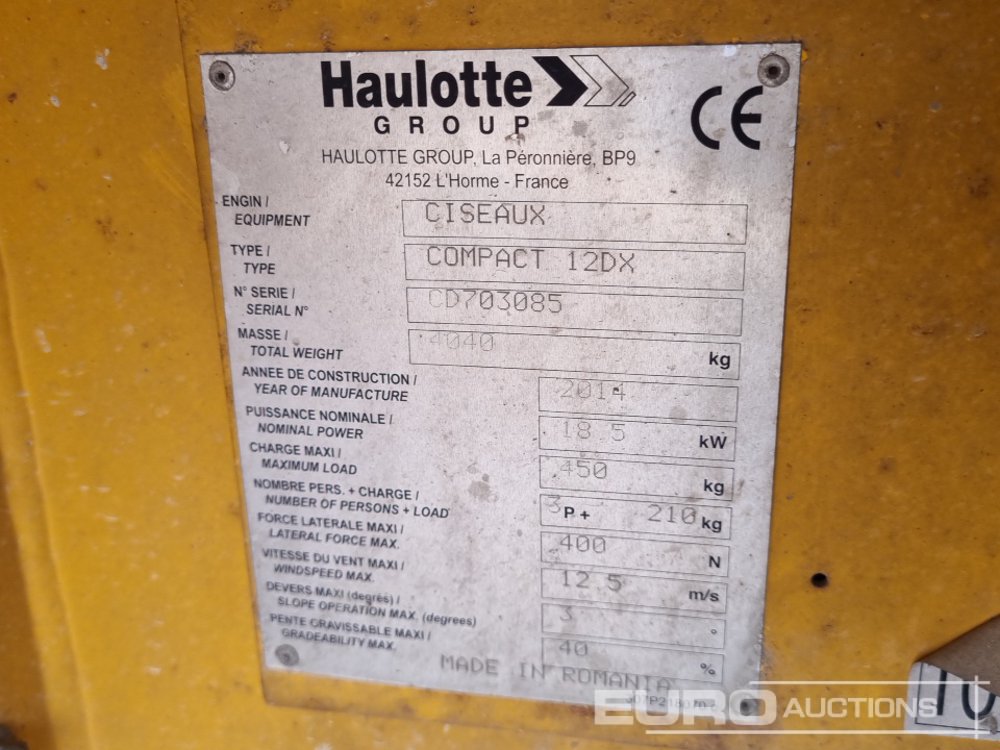 Haulotte
GROUP
CE
HAULOTTE GROUP, La Péronnière, BP9
42152 L'Horme - France
ENGIN / CISEAUX
EQUIPMENT
TYPE / COMPACT 12DX
TYPE
N° SERIE / CD703085
SERIAL N°
MASSE / 4040 kg
TOTAL WEIGHT
ANNEE DE CONSTRUCTION / 2014
YEAR OF MANUFACTURE
PUISSANCE NOMINALE / 18.5 kW
NOMINAL POWER
CHARGE MAXI / 450 kg
MAXIMUM LOAD
NOMBRE PERS. + CHARGE / 3 P + 210 kg
NUMBER OF PERSONS + LOAD
FORCE LATERALE MAXI / 400 N
LATERAL FORCE MAX.
VITESSE DU VENT MAXI / 12.5 m/s
WINDSPEED MAX.
DEVERS MAXI (degrés) / 3 °
SLOPE OPERATION MAX. (degrees)
PENTE GRAVISSABLE MAXI / 40 %
GRADEABILITY MAX.
MADE IN ROMANIA
EURO AUCTIONS